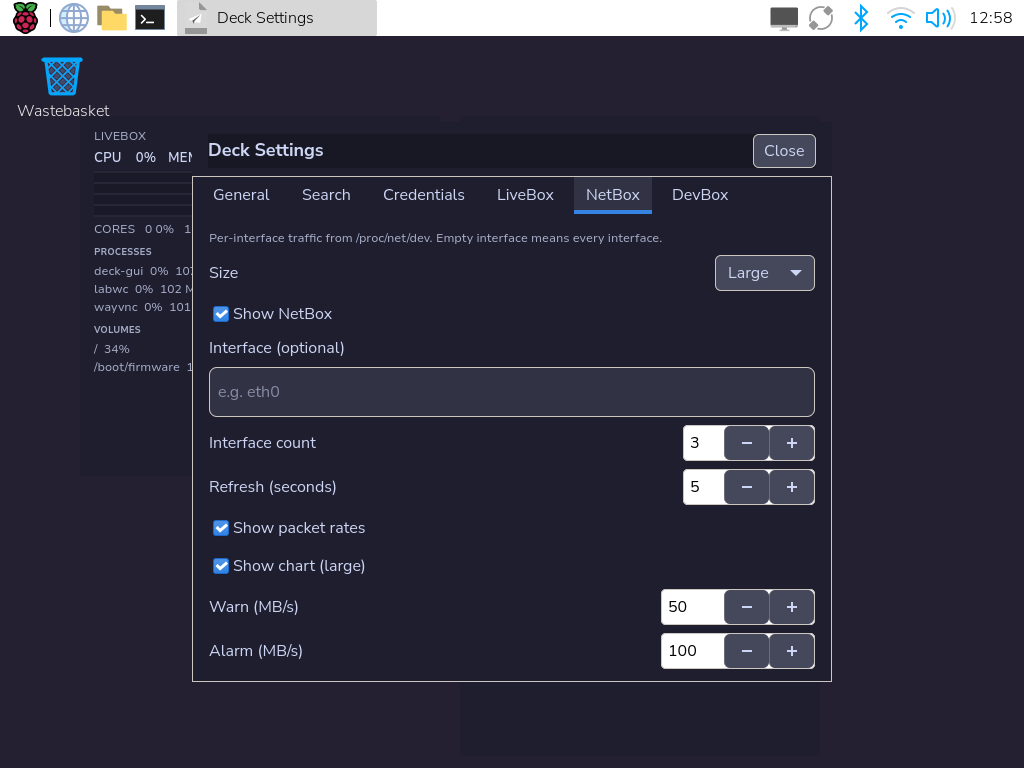 Deck Settings
12:58
Wastebasket
LIVEBOX
CPU 0%
CORES 0 0%
PROCESSES
deck-gui 0%
labwc 0% 102
wayvnc 0% 101
VOLUMES
/ 34%
/boot/firmware
Deck Settings
Close
General Search Credentials LiveBox NetBox DevBox
Per-interface traffic from /proc/net/dev. Empty interface means every interface.
Size Large
Show NetBox
Interface (optional)
e.g. eth0
Interface count 3 − +
Refresh (seconds) 5 − +
Show packet rates
Show chart (large)
Warn (MB/s) 50 − +
Alarm (MB/s) 100 − +